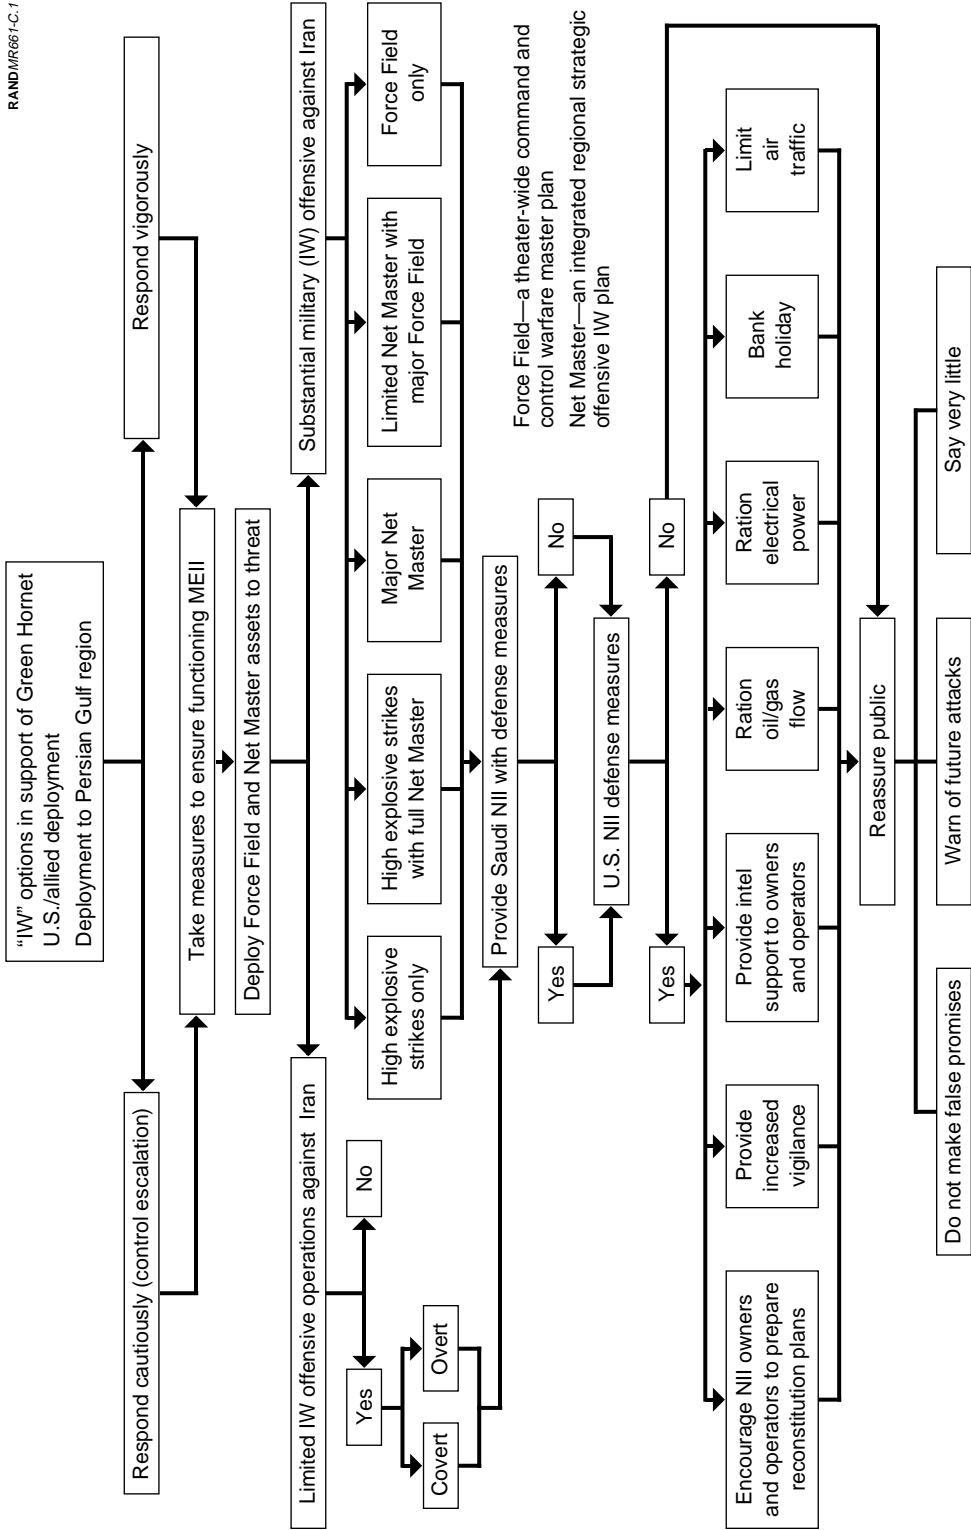 RANDMR661-C.1
"IW" options in support of Green Hornet
U.S./allied deployment
Deployment to Persian Gulf region
Respond cautiously (control escalation)
Respond vigorously
Take measures to ensure functioning MEII
Deploy Force Field and Net Master assets to threat
Limited IW offensive operations against Iran
Substantial military (IW) offensive against Iran
Yes
No
Covert
Overt
High explosive
strikes only
High explosive strikes
with full Net Master
Major Net
Master
Limited Net Master with
major Force Field
Force Field
only
Provide Saudi NII with defense measures
Force Field—a theater-wide command and
control warfare master plan
Net Master—an integrated regional strategic
offensive IW plan
Yes
No
U.S. NII defense measures
Yes
No
Encourage NII owners
and operators to prepare
reconstitution plans
Provide
increased
vigilance
Provide intel
support to owners
and operators
Ration
oil/gas
flow
Ration
electrical
power
Bank
holiday
Limit
air
traffic
Reassure public
Do not make false promises
Warn of future attacks
Say very little